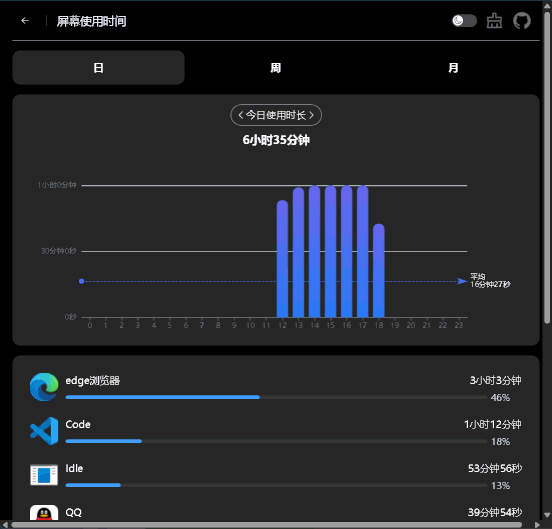 屏幕使用时间
日 周 月
今日使用时长
6小时35分钟
1小时0分钟
30分钟0秒
平均
16分钟27秒
0秒
0 1 2 3 4 5 6 7 8 9 10 11 12 13 14 15 16 17 18 19 20 21 22 23
edge浏览器 3小时3分钟
46%
Code 1小时12分钟
18%
Idle 53分钟56秒
13%
QQ 39分钟54秒